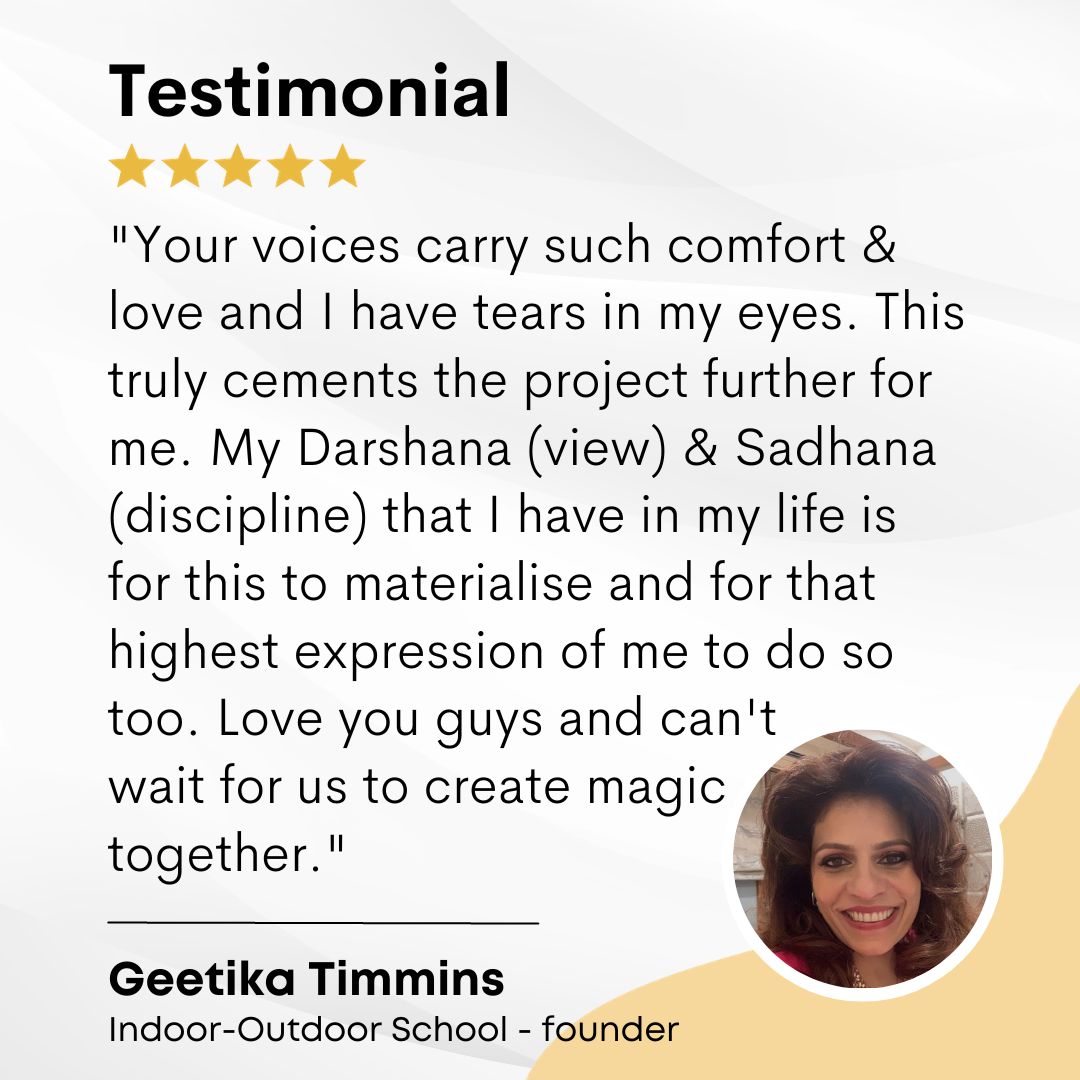 Testimonial
"Your voices carry such comfort &
love and I have tears in my eyes. This
truly cements the project further for
me. My Darshana (view) & Sadhana
(discipline) that I have in my life is
for this to materialise and for that
highest expression of me to do so
too. Love you guys and can't
wait for us to create magic
together."
Geetika Timmins
Indoor-Outdoor School - founder